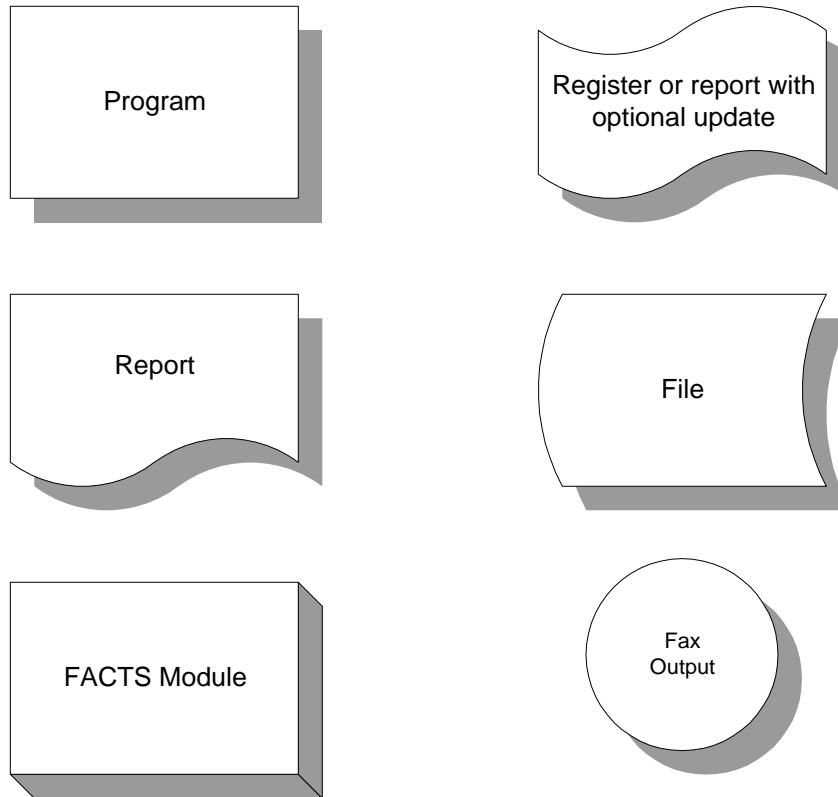 Program
Register or report with
optional update
Report
File
FACTS Module
Fax
Output